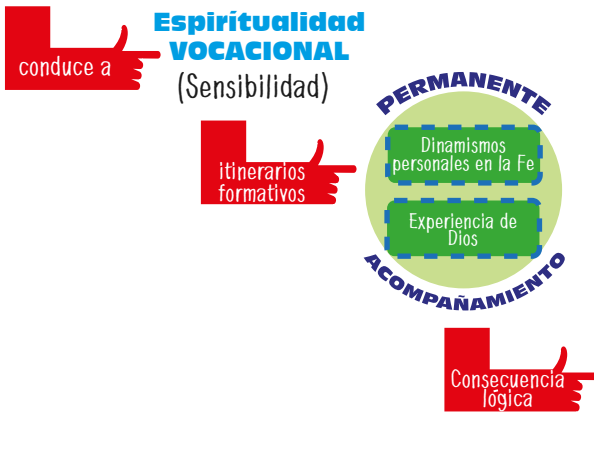 Espiritualidad
VOCACIONAL
(Sensibilidad)
conduce a
itinerarios
formativos
PERMANENTE
Dinamismos
personales en la Fe
Experiencia de
Dios
ACOMPAÑAMIENTO
Consecuencia
lógica